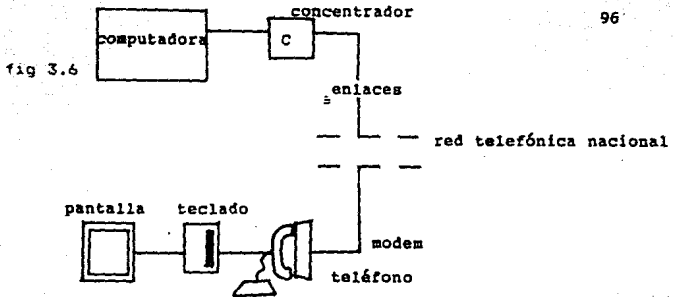 concentrador
96
computadora
C
fig 3.6
enlaces
red telefónica nacional
pantalla teclado
modem
teléfono